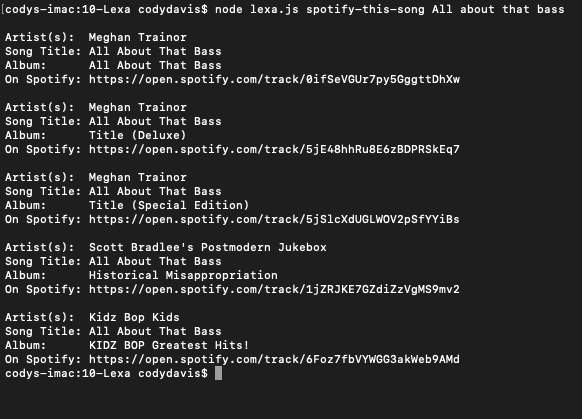 [codys-imac:10-Lexa codydavis$ node lexa.js spotify-this-song All about that bass
Artist(s):  Meghan Trainor
Song Title: All About That Bass
Album:      All About That Bass
On Spotify: https://open.spotify.com/track/0ifSeVGUr7py5GggttDhXw
Artist(s):  Meghan Trainor
Song Title: All About That Bass
Album:      Title (Deluxe)
On Spotify: https://open.spotify.com/track/5jE48hhRu8E6zBDPRSkEq7
Artist(s):  Meghan Trainor
Song Title: All About That Bass
Album:      Title (Special Edition)
On Spotify: https://open.spotify.com/track/5jSlcXdUGLWOV2pSfYYiBs
Artist(s):  Scott Bradlee's Postmodern Jukebox
Song Title: All About That Bass
Album:      Historical Misappropriation
On Spotify: https://open.spotify.com/track/1jZRJKE7GZdiZzVgMS9mv2
Artist(s):  Kidz Bop Kids
Song Title: All About That Bass
Album:      KIDZ BOP Greatest Hits!
On Spotify: https://open.spotify.com/track/6Foz7fbVYWGG3akWeb9AMd
codys-imac:10-Lexa codydavis$